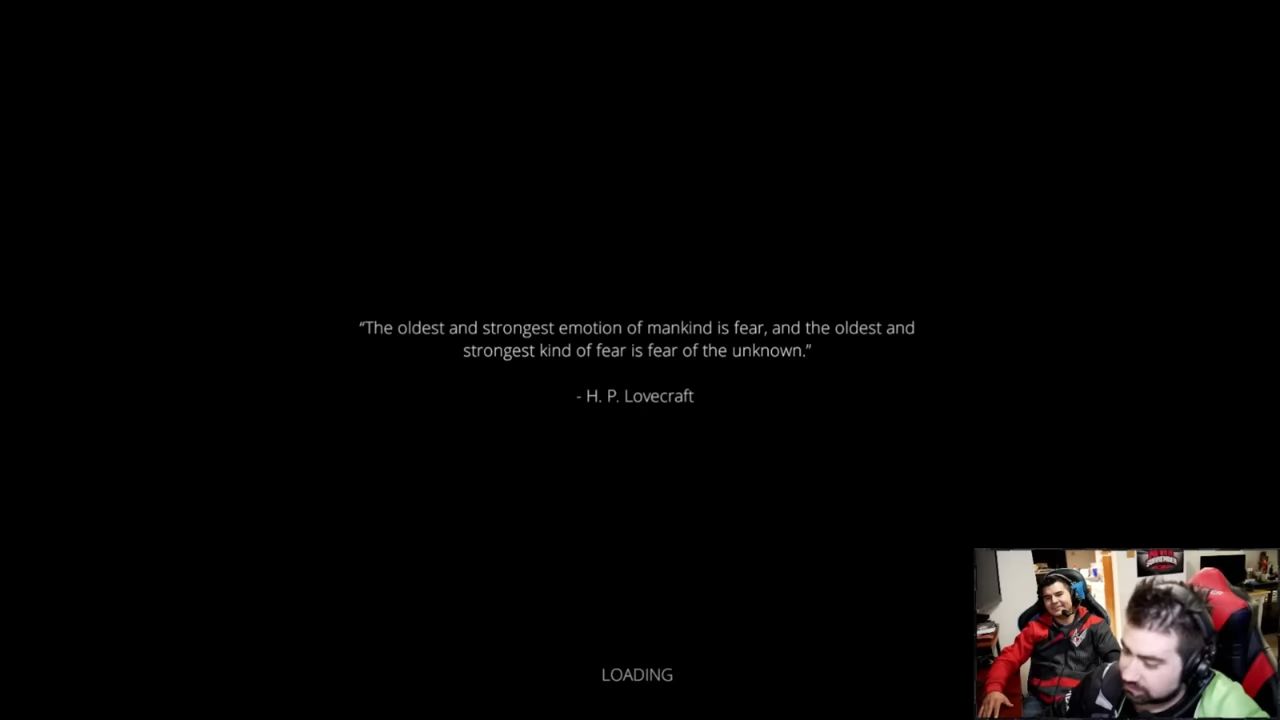 “The oldest and strongest emotion of mankind is fear, and the oldest and
strongest kind of fear is fear of the unknown.”
- H. P. Lovecraft
LOADING